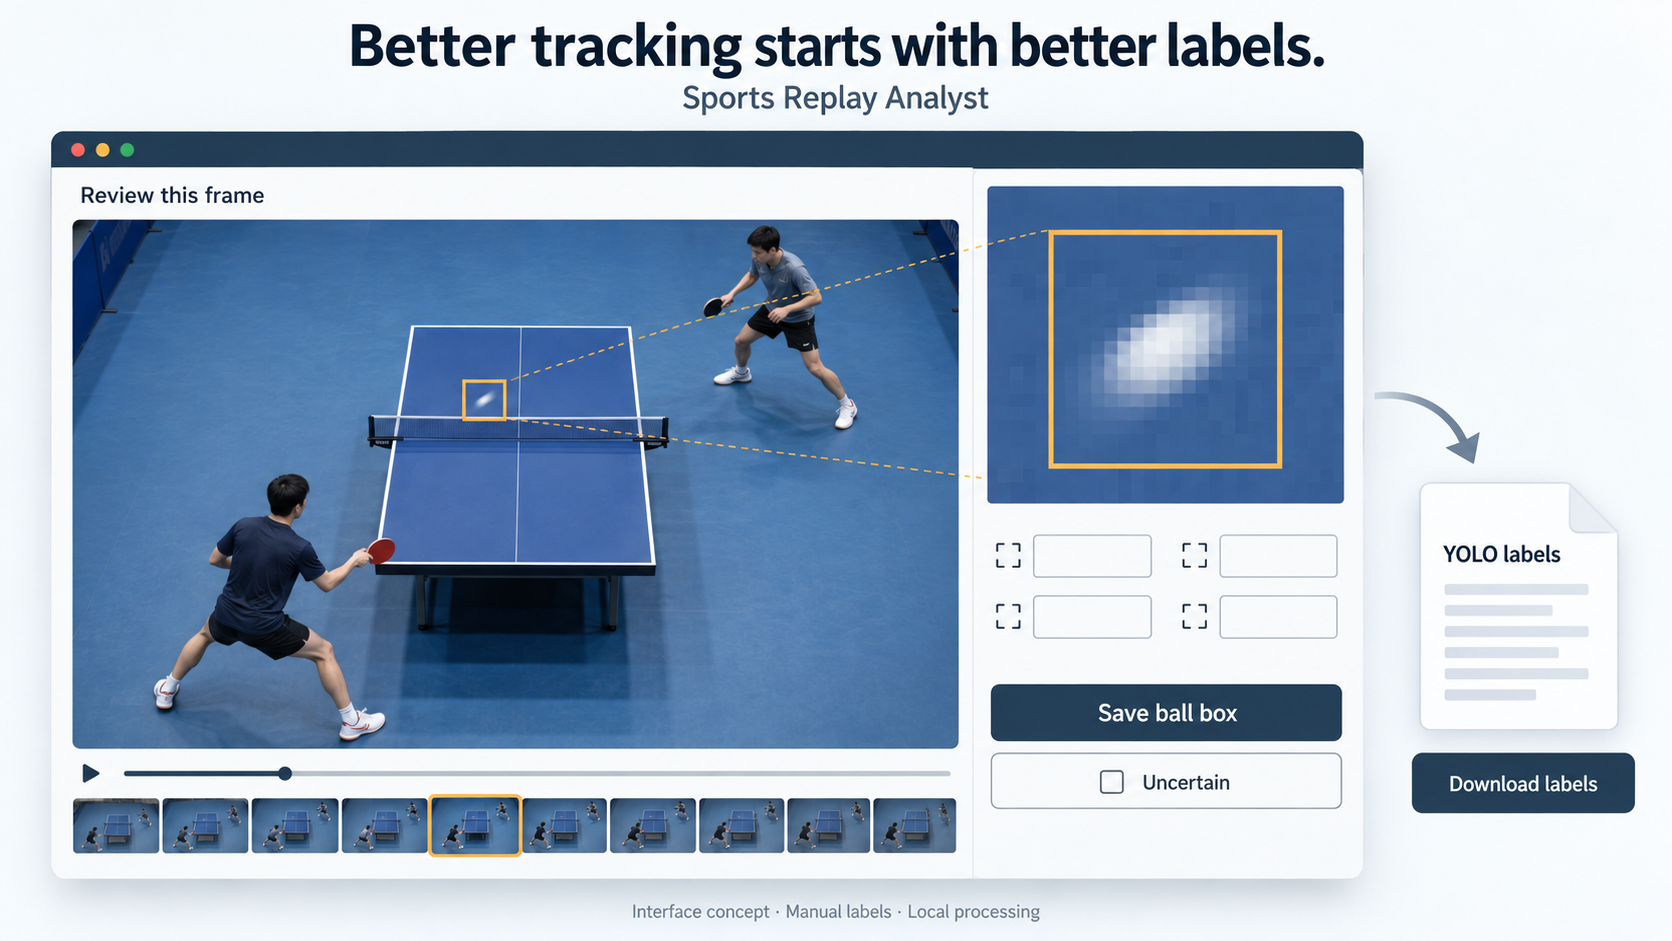 Better tracking starts with better labels.
Sports Replay Analyst
Review this frame
Save ball box
Uncertain
YOLO labels
Download labels
Interface concept · Manual labels · Local processing